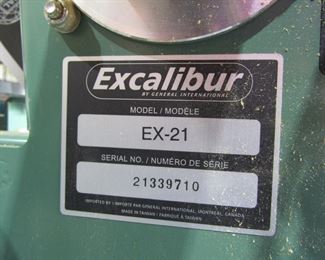 Excalibur
BY GENERAL INTERNATIONAL
MODEL / MODÈLE
EX-21
SERIAL NO. / NUMÉRO DE SÉRIE
21339710
IMPORTED BY / IMPORTÉ PAR GENERAL INTERNATIONAL, MONTREAL, CANADA
MADE IN TAIWAN / FABRIQUÉ À TAIWAN